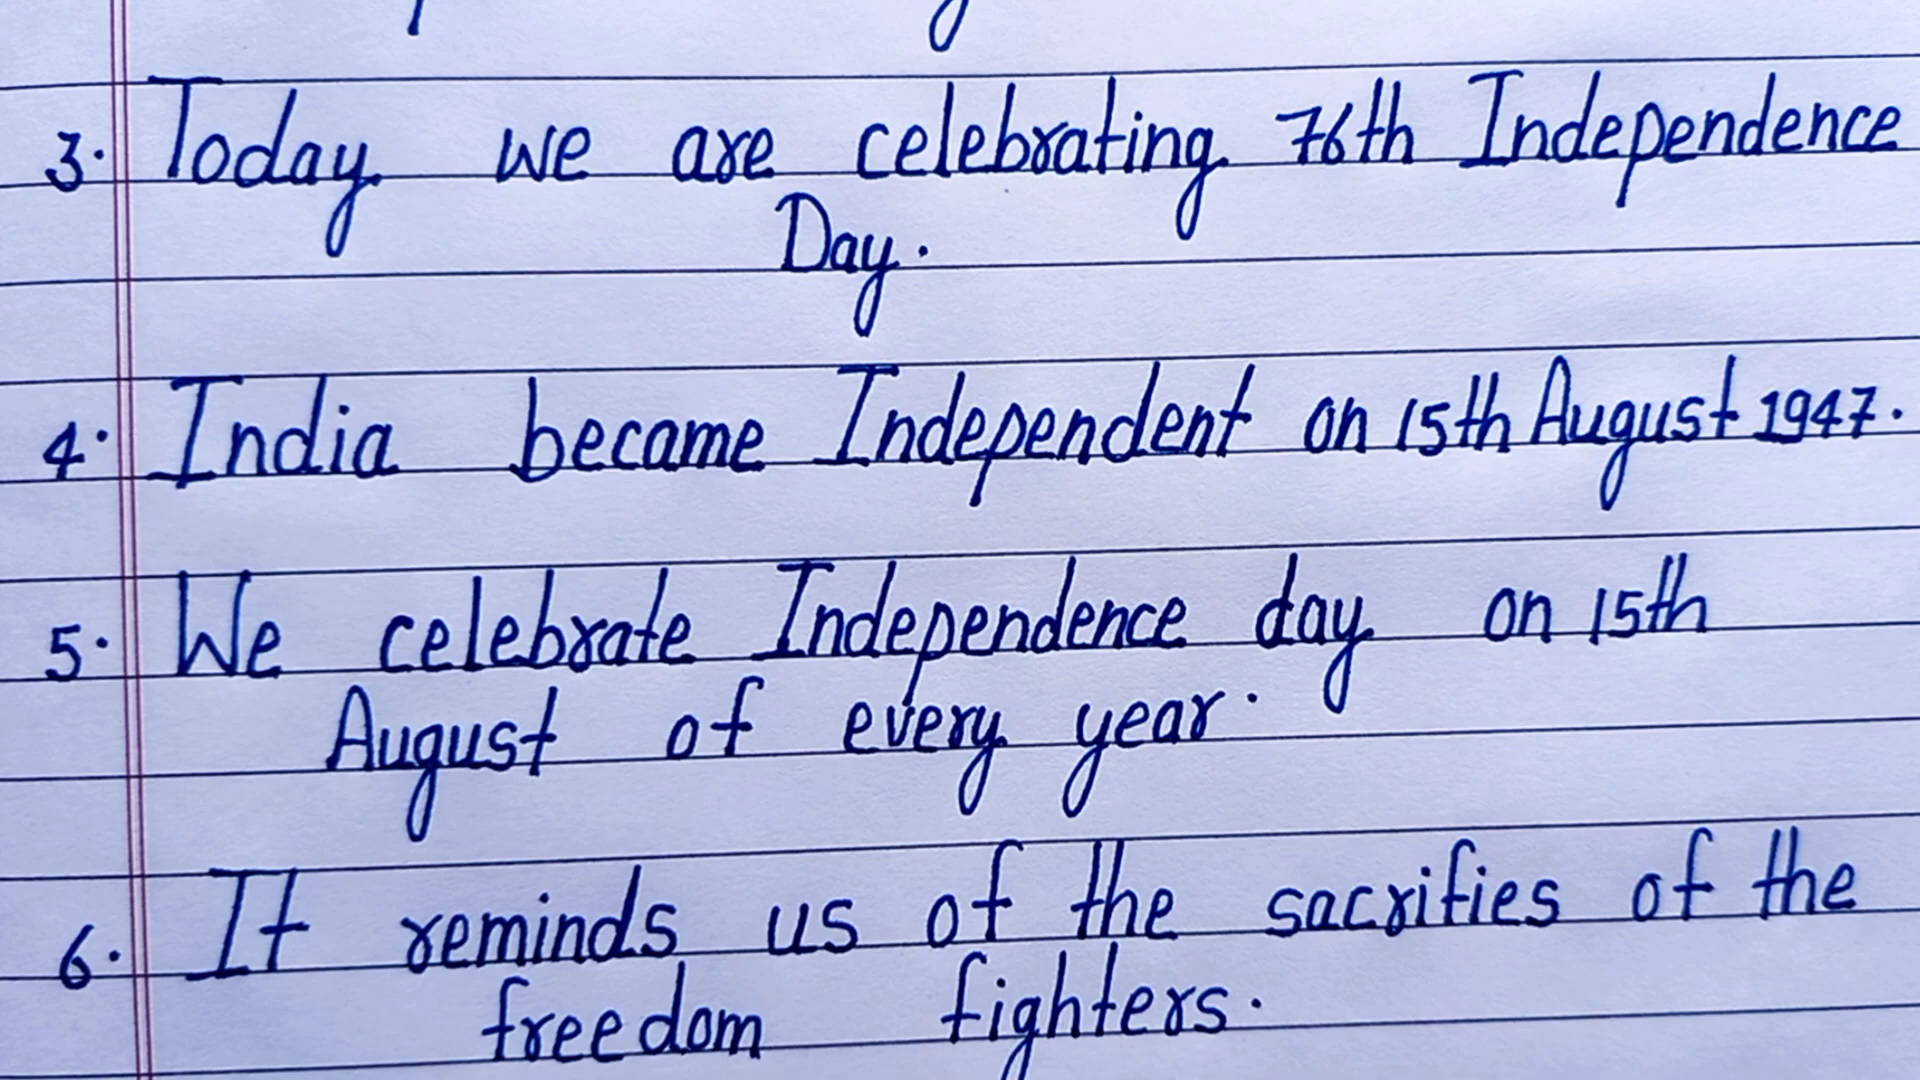 3. Today we are celebrating 76th Independence
Day.
4. India became Independent on 15th August 1947.
5. We celebrate Independence day on 15th
August of every year.
6. It reminds us of the sacrifies of the
freedom fighters.